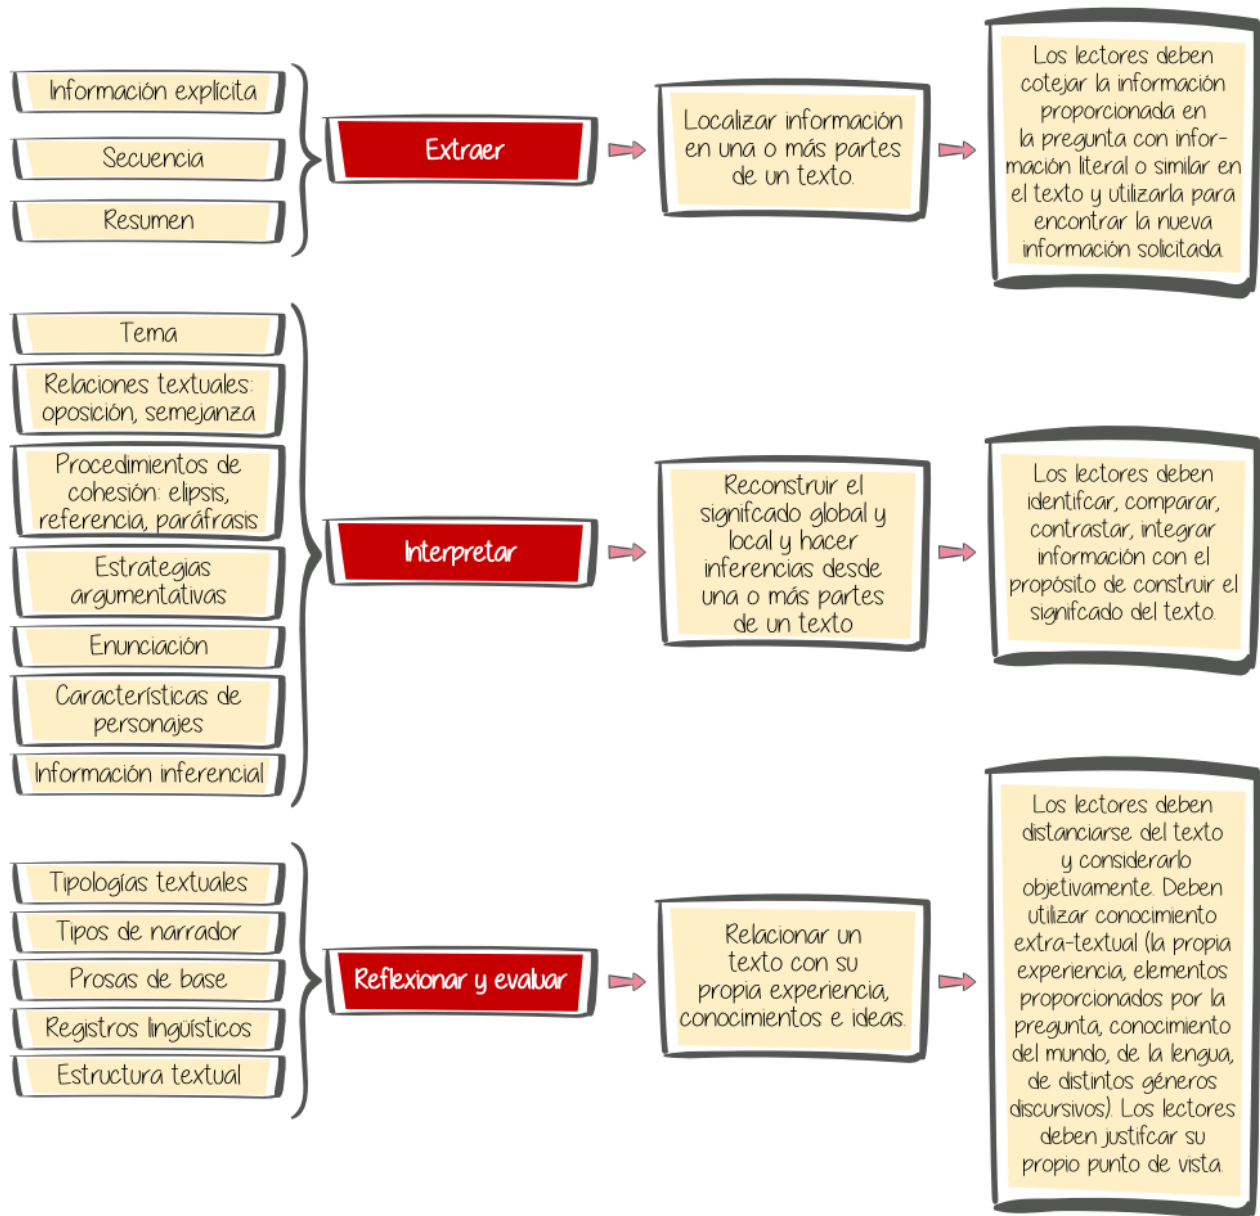 Información explícita
Secuencia
Resumen
Extraer
Localizar información
en una o más partes
de un texto.
Los lectores deben
cotejar la información
proporcionada en
la pregunta con infor-
mación literal o similar en
el texto y utilizarla para
encontrar la nueva
información solicitada.
Tema
Relaciones textuales:
oposición, semejanza
Procedimientos de
cohesión: elipsis,
referencia, paráfrasis
Estrategias
argumentativas
Enunciación
Características de
personajes
Información inferencial
Interpretar
Reconstruir el
signifcado global y
local y hacer
inferencias desde
una o más partes
de un texto
Los lectores deben
identifcar, comparar,
contrastar, integrar
información con el
propósito de construir el
signifcado del texto.
Tipologías textuales
Tipos de narrador
Prosas de base
Registros lingüísticos
Estructura textual
Reflexionar y evaluar
Relacionar un
texto con su
propia experiencia,
conocimientos e ideas.
Los lectores deben
distanciarse del texto
y considerarlo
objetivamente. Deben
utilizar conocimiento
extra-textual (la propia
experiencia, elementos
proporcionados por la
pregunta, conocimiento
del mundo, de la lengua,
de distintos géneros
discursivos). Los lectores
deben justifcar su
propio punto de vista.